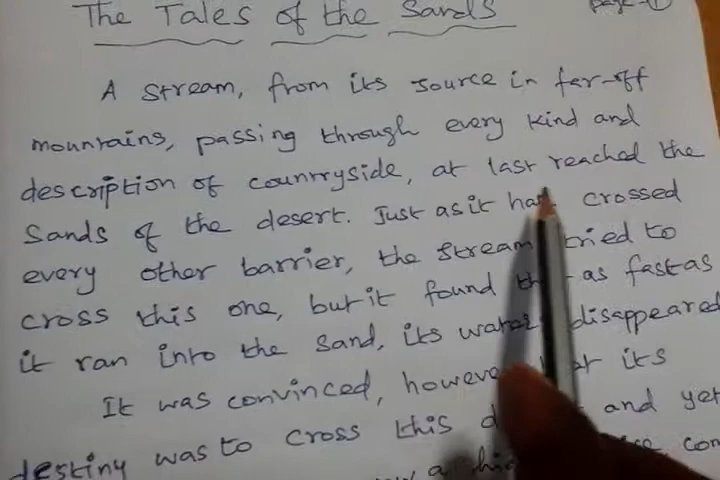 The Tales of the Sands page-1
A stream, from its source in far-off
mountains, passing through every kind and
description of countryside, at last reached the
Sands of the desert. Just as it had crossed
every other barrier, the stream tried to
cross this one, but it found as fast as
it ran into the sand, its waters disappeared
It was convinced, however its
destiny was to cross this and yet
a